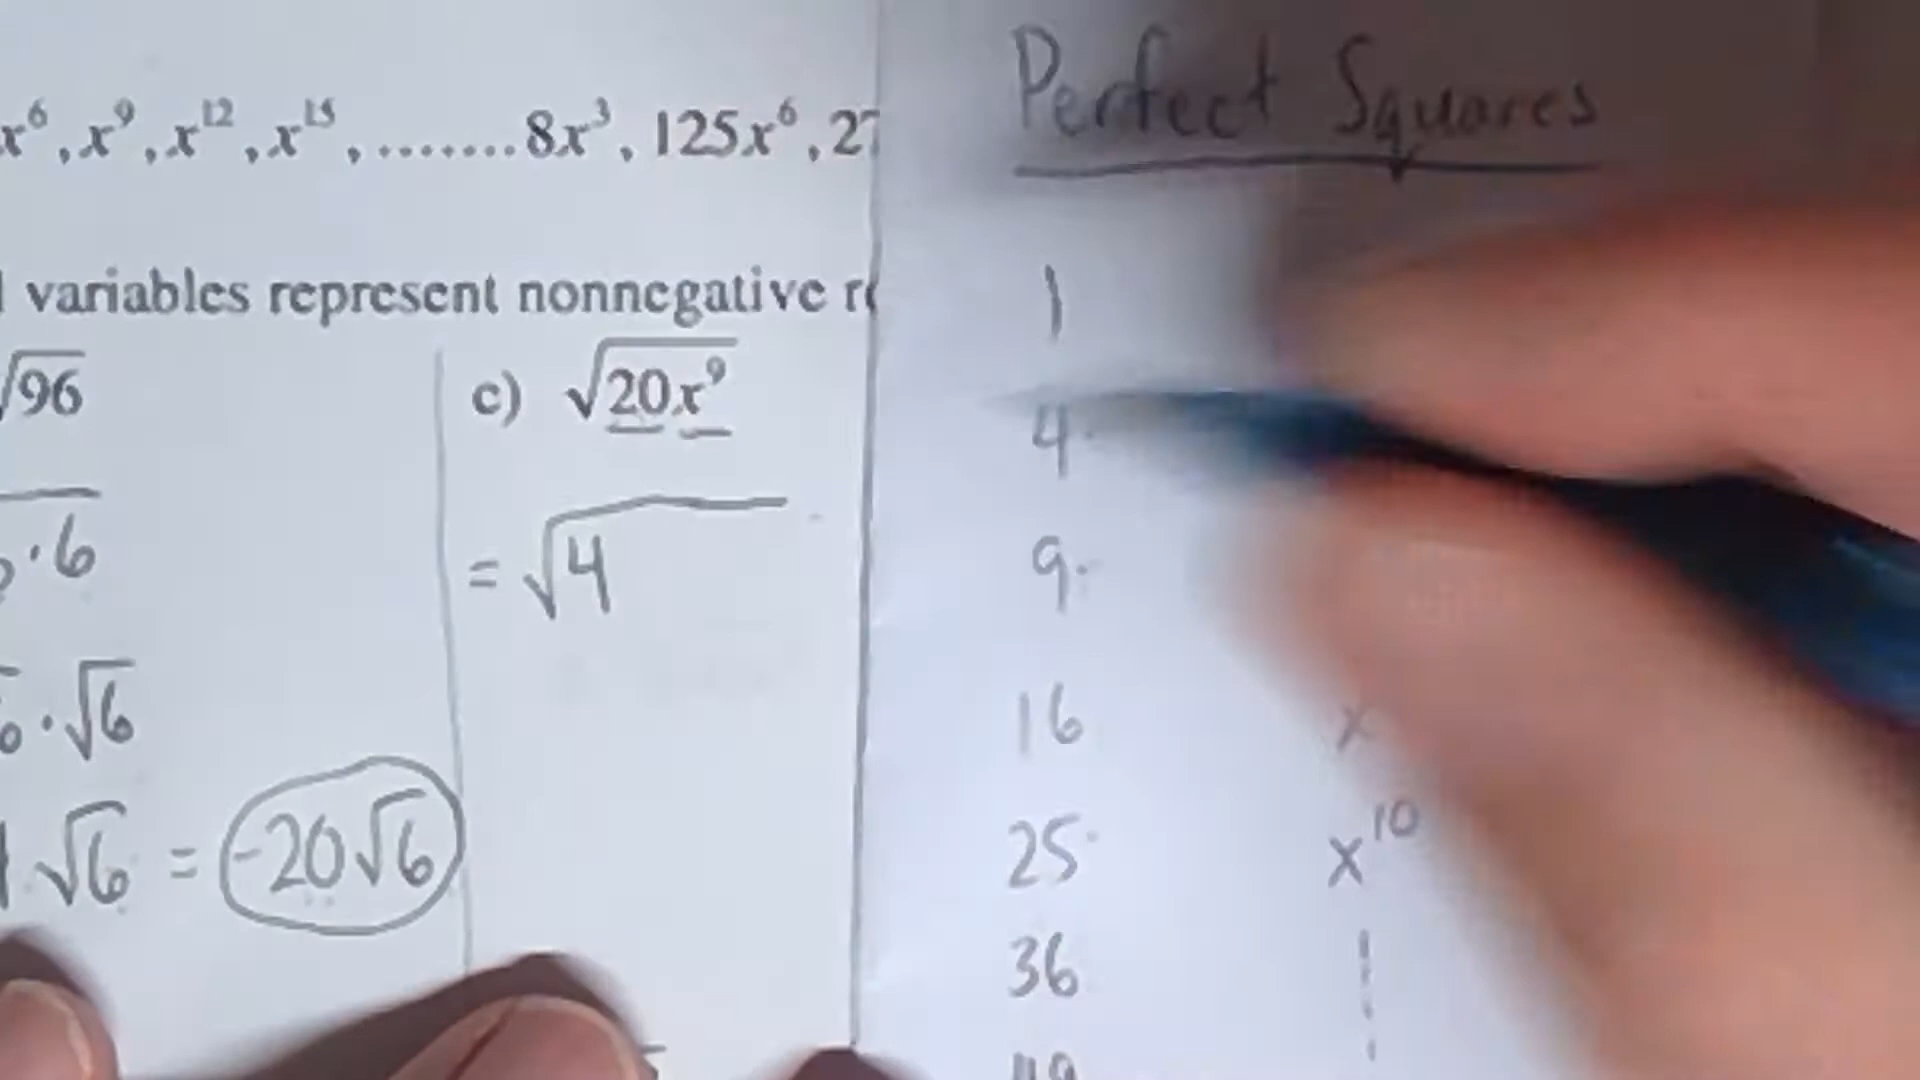 x⁶, x⁹, x¹², x¹⁵, ....... 8x³, 125x⁶, 27
variables represent nonnegative r
√96
·6
·√6
√6 = -20√6
c) √20x⁹
= √4
Perfect Squares
1
4
9
16 x
25 x¹⁰
36
49